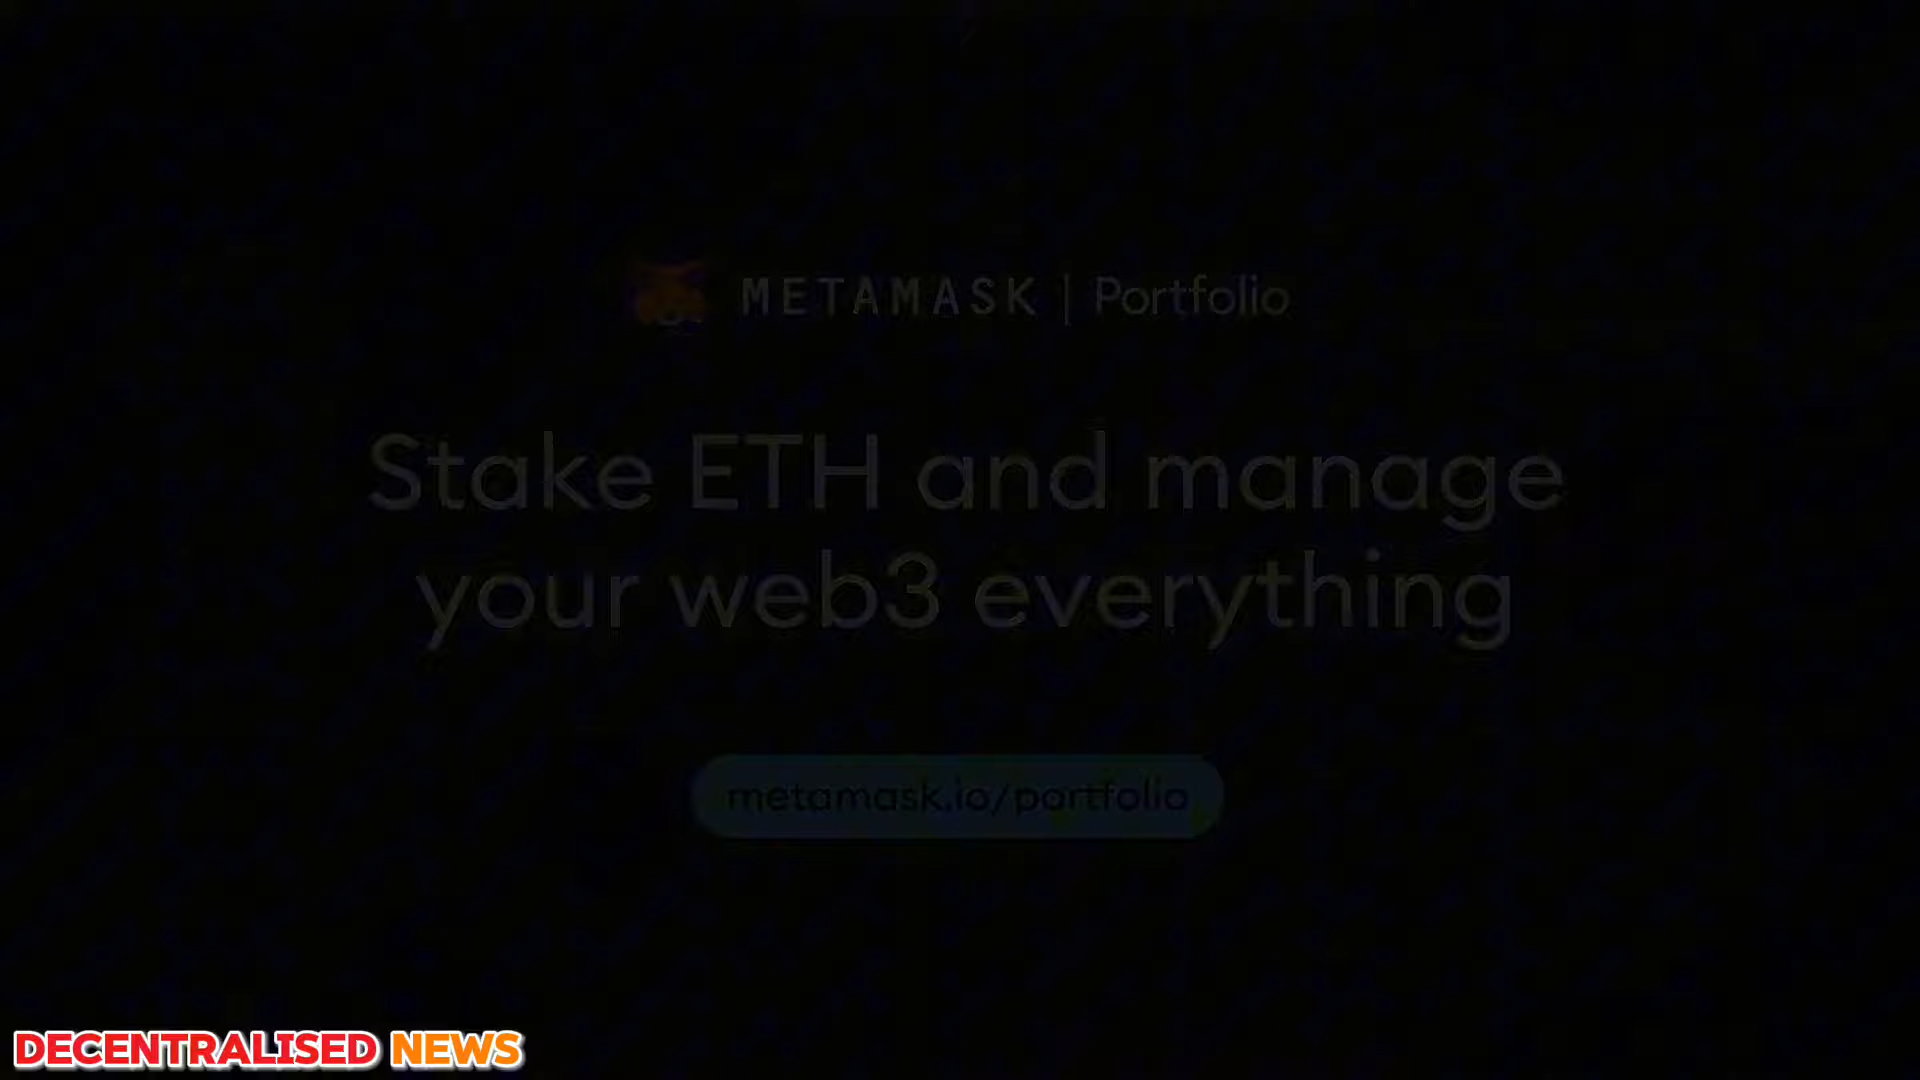 METAMASK | Portfolio
Stake ETH and manage
your web3 everything
metamask.io/portfolio
DECENTRALISED NEWS